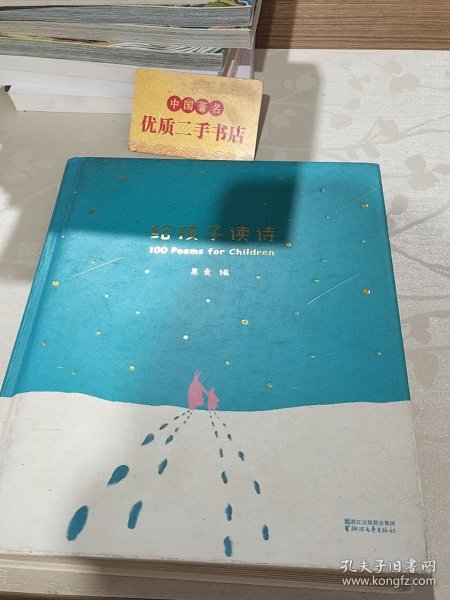 中国著名
优质二手书店
给孩子读诗
100 Poems for Children
果麦 编
浙江出版联合集团
浙江文艺出版社
孔夫子旧书网
www.kongfz.com